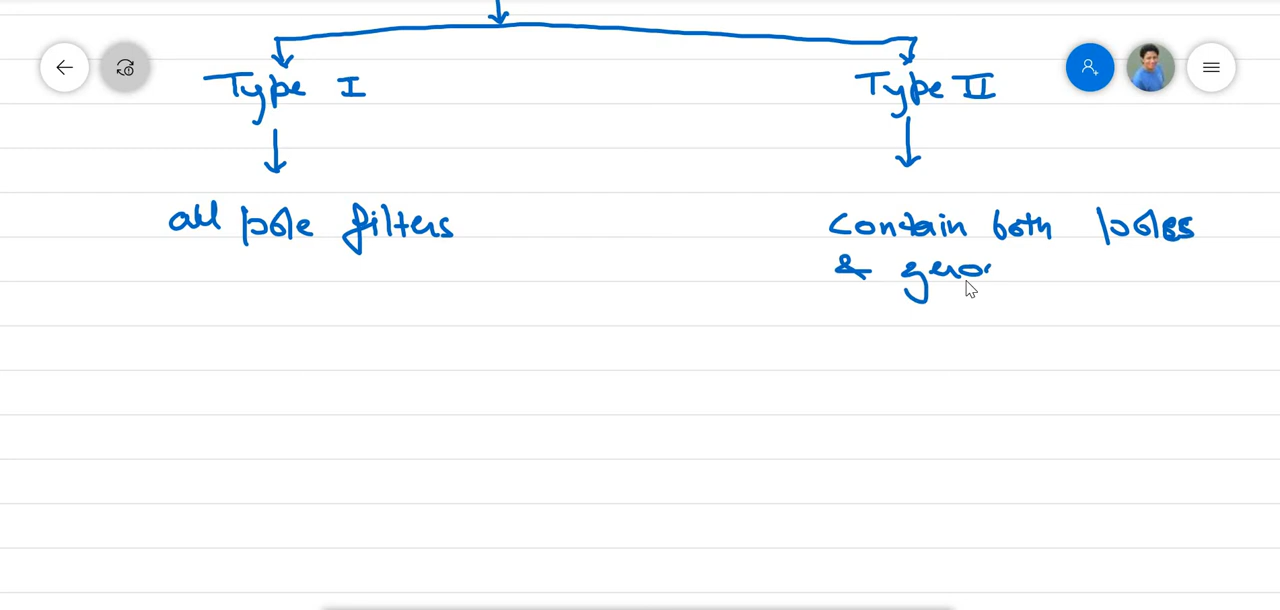 Type I
Type II
all pole filters
contain both poles
& zero